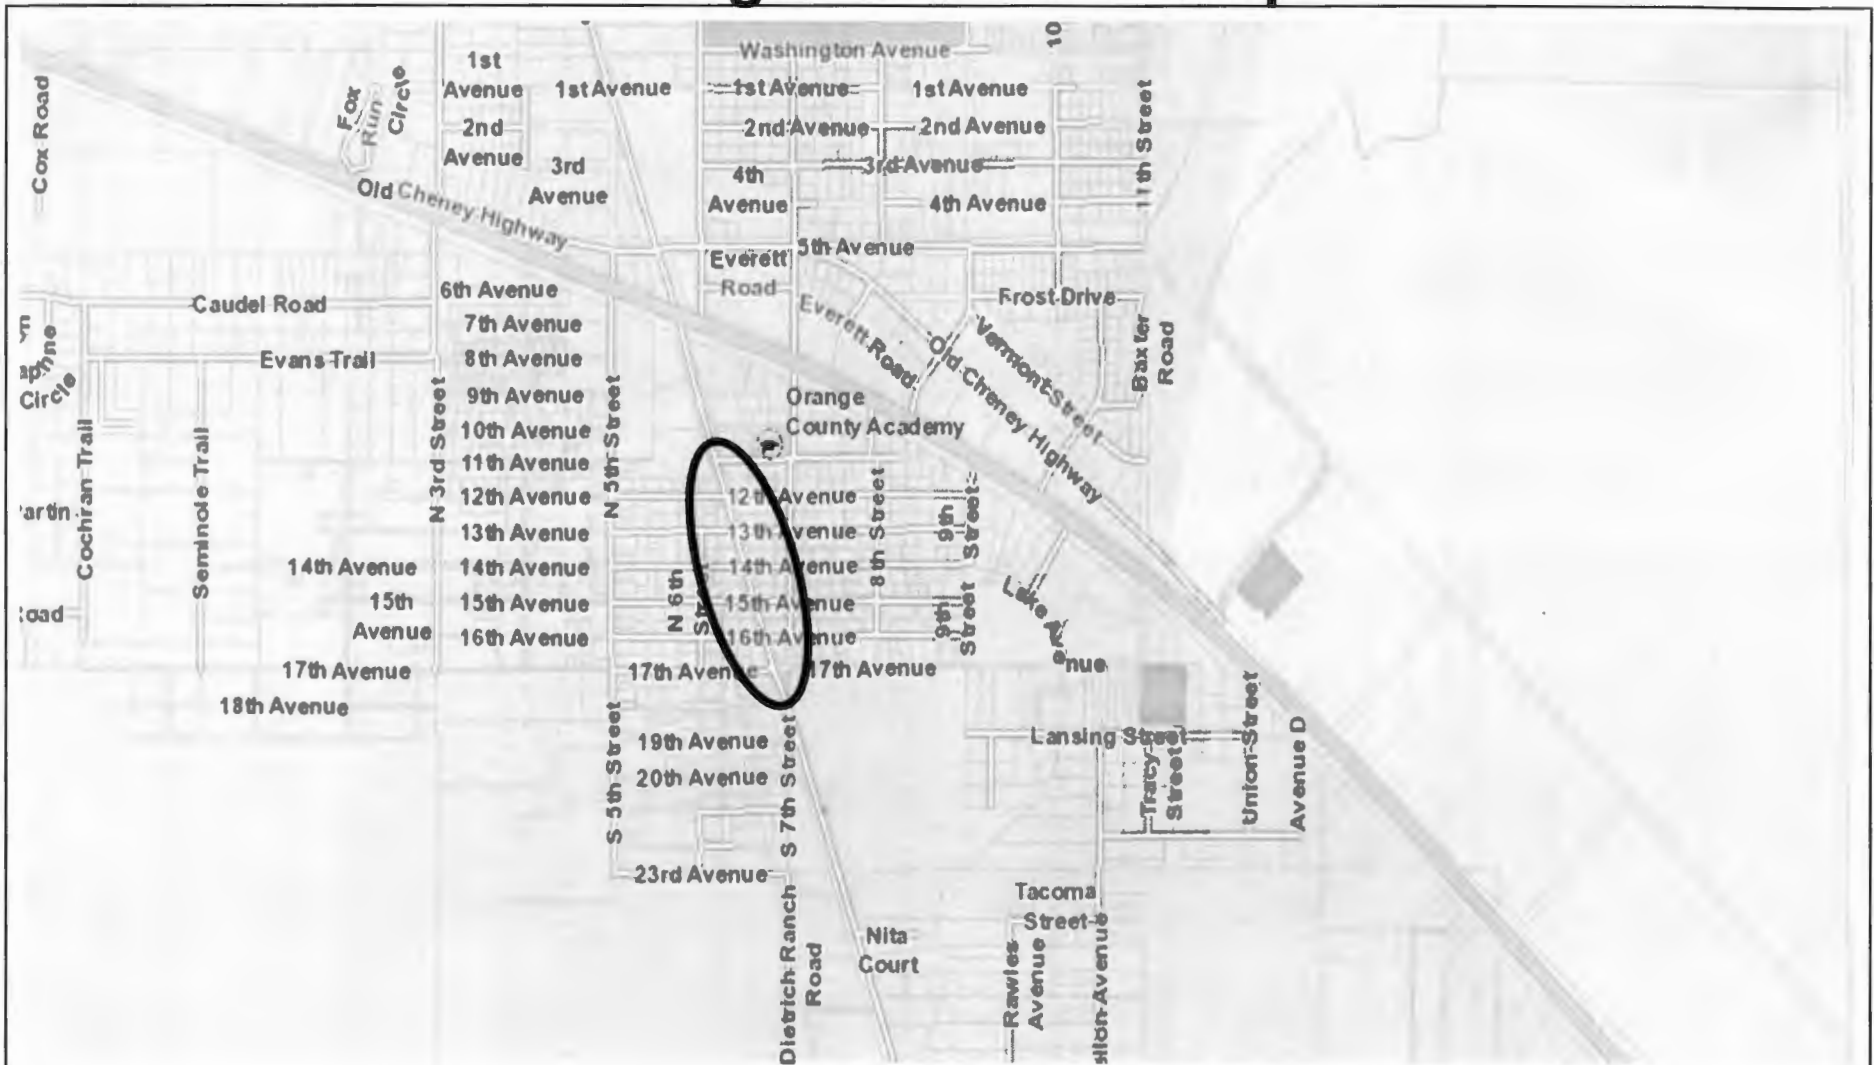 Washington Avenue
10
Cox Road
Fox
Run
Circle
1st
Avenue
1st Avenue
1st Avenue
1st Avenue
2nd
Avenue
2nd Avenue
2nd Avenue
11th Street
3rd
Avenue
3rd Avenue
4th
Avenue
4th Avenue
Old Cheney Highway
5th Avenue
Everett
Road
Caudel Road
6th Avenue
Frost Drive
Everett Road
7th Avenue
Old Cheney Highway
Vermont Street
Baxter
Road
Circle
Evans Trail
8th Avenue
9th Avenue
Orange
County Academy
10th Avenue
11th Avenue
N 3rd Street
N 5th Street
Cochran Trail
Seminole Trail
12th Avenue
12th Avenue
8th Street
9th
Street
13th Avenue
13th Avenue
14th Avenue
14th Avenue
14th Avenue
15th
Avenue
15th Avenue
N 6th
15th Avenue
9th
Street
Lake Avenue
16th Avenue
16th Avenue
17th Avenue
17th Avenue
17th Avenue
18th Avenue
S 5th Street
19th Avenue
S 7th Street
20th Avenue
Lansing Street
Tracy
Street
Union Street
Avenue D
23rd Avenue
Tacoma
Street
Dietrich Ranch
Road
Nita
Court
Rawles
Avenue
Avenue